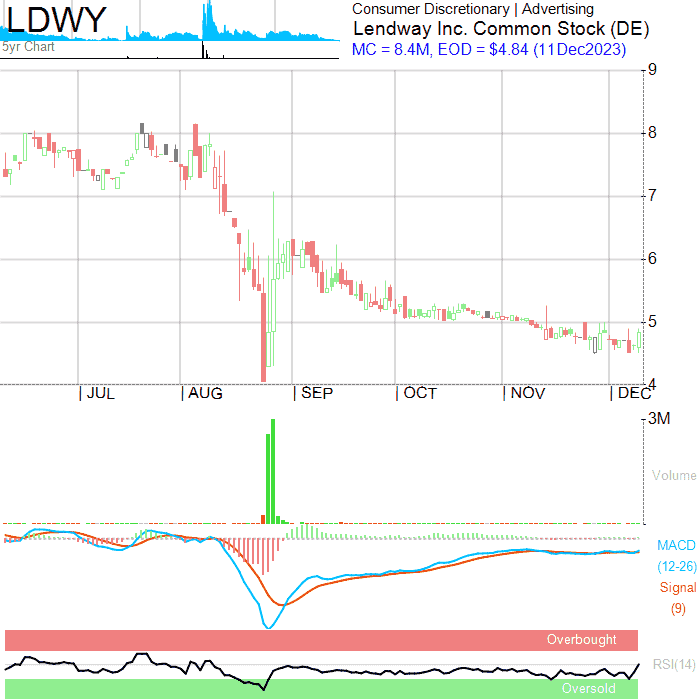 LDWY
5yr Chart
Consumer Discretionary | Advertising
Lendway Inc. Common Stock (DE)
MC = 8.4M, EOD = $4.84 (11Dec2023)
9
8
7
6
5
4
JUL AUG SEP OCT NOV DEC
3M
Volume
MACD
(12-26)
Signal
(9)
Overbought
RSI(14)
Oversold